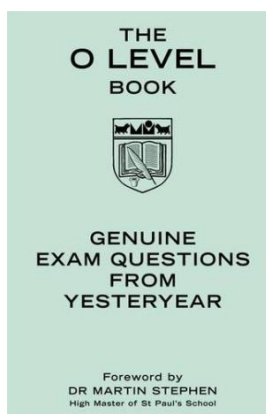 THE
O LEVEL
BOOK
GENUINE
EXAM QUESTIONS
FROM
YESTERYEAR
Foreword by
DR MARTIN STEPHEN
High Master of St Paul's School